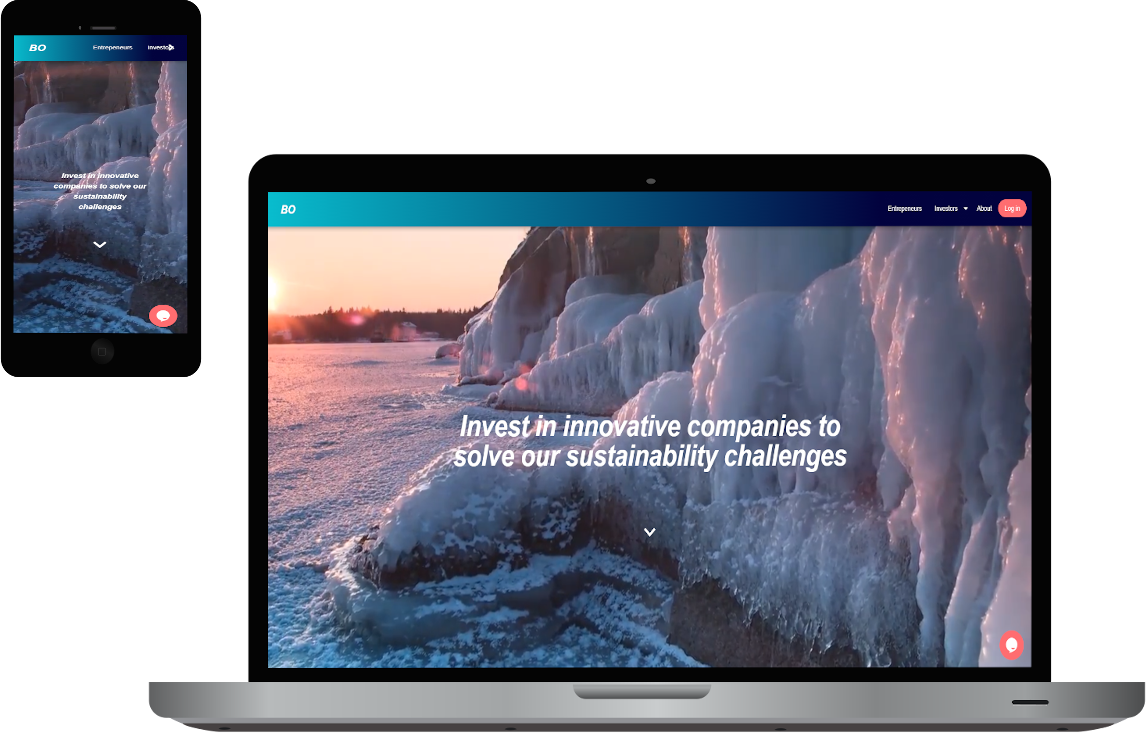 BO
Entrepeneurs
Investors
Invest in innovative
companies to solve our
sustainability
challenges
BO
Entrepeneurs
Investors
About
Log in
Invest in innovative companies to
solve our sustainability challenges